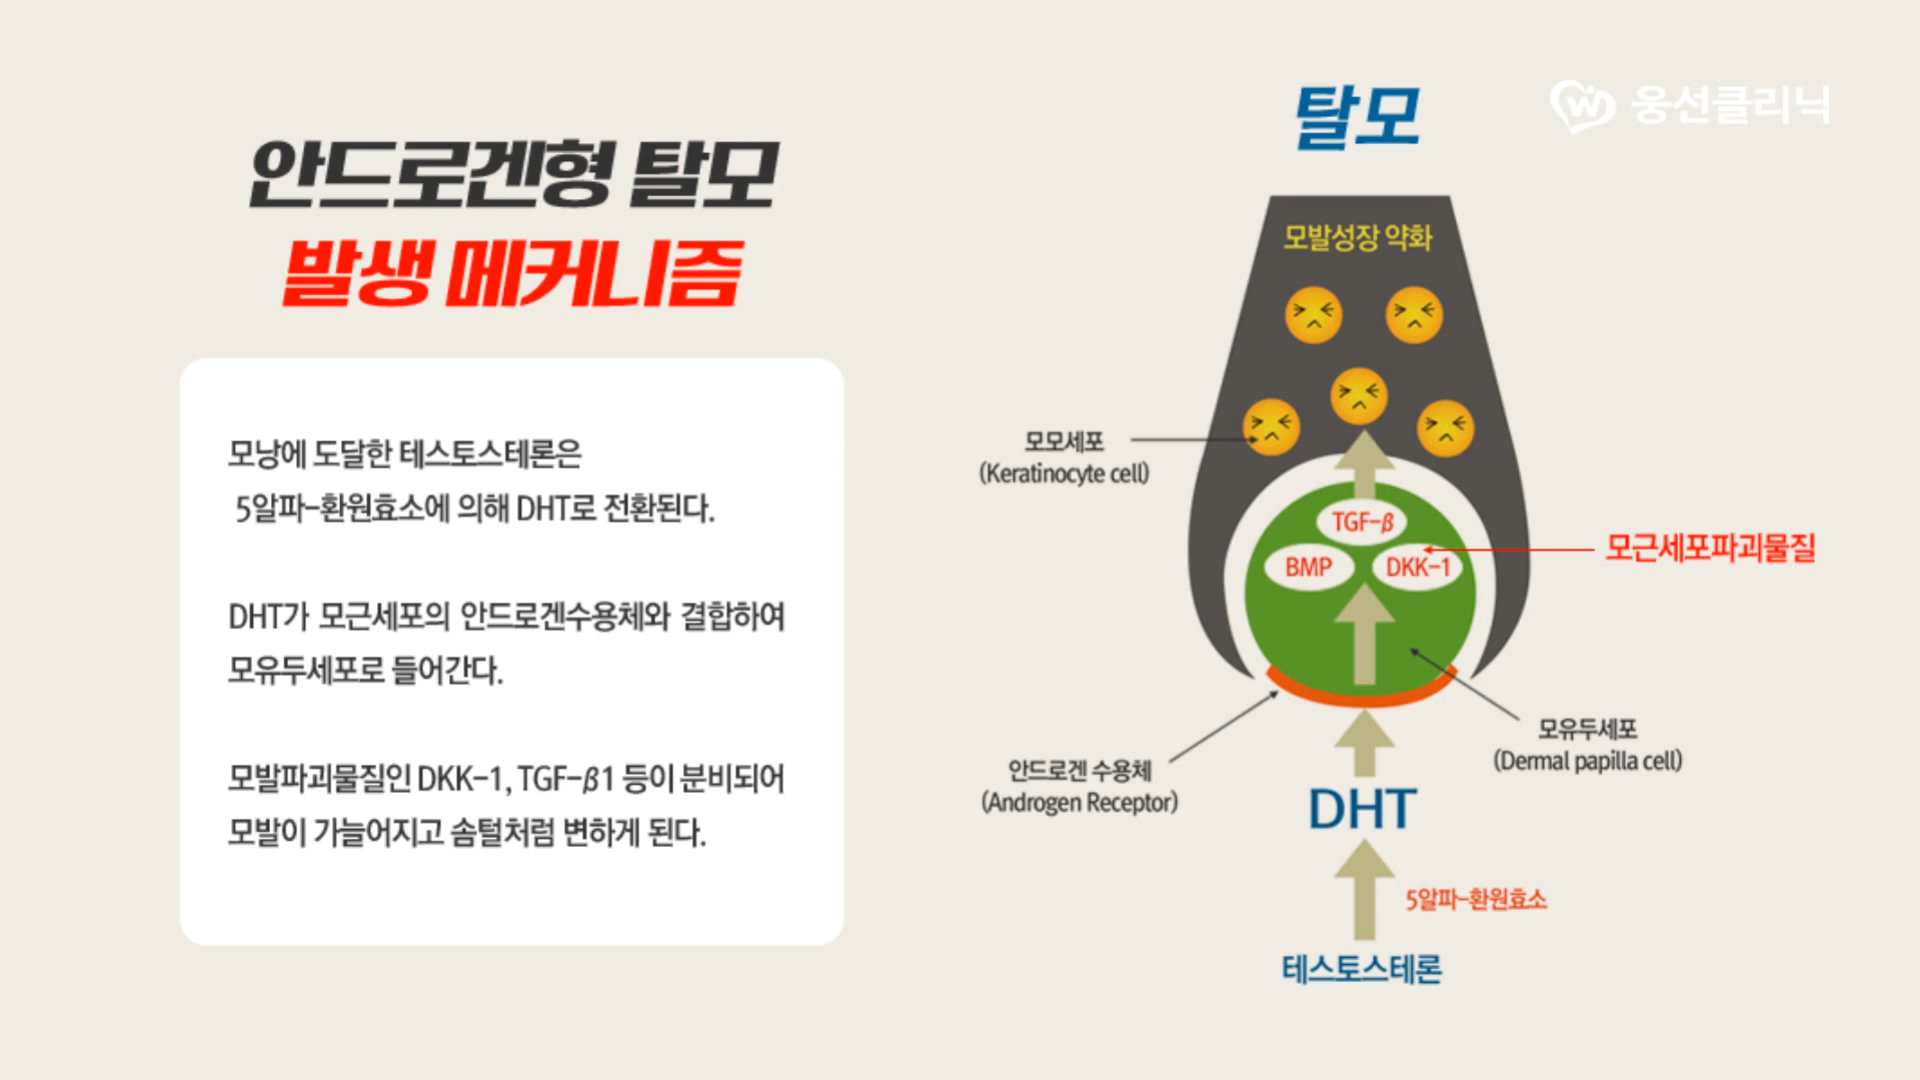 안드로겐형 탈모
발생 메커니즘
모낭에 도달한 테스토스테론은
5알파-환원효소에 의해 DHT로 전환된다.
DHT가 모근세포의 안드로겐수용체와 결합하여
모유두세포로 들어간다.
모발파괴물질인 DKK-1, TGF-β1 등이 분비되어
모발이 가늘어지고 솜털처럼 변하게 된다.
탈모
웅선클리닉
모발성장 약화
모모세포
(Keratinocyte cell)
TGF-β
BMP
DKK-1
모근세포파괴물질
모유두세포
(Dermal papilla cell)
안드로겐 수용체
(Androgen Receptor)
DHT
5알파-환원효소
테스토스테론